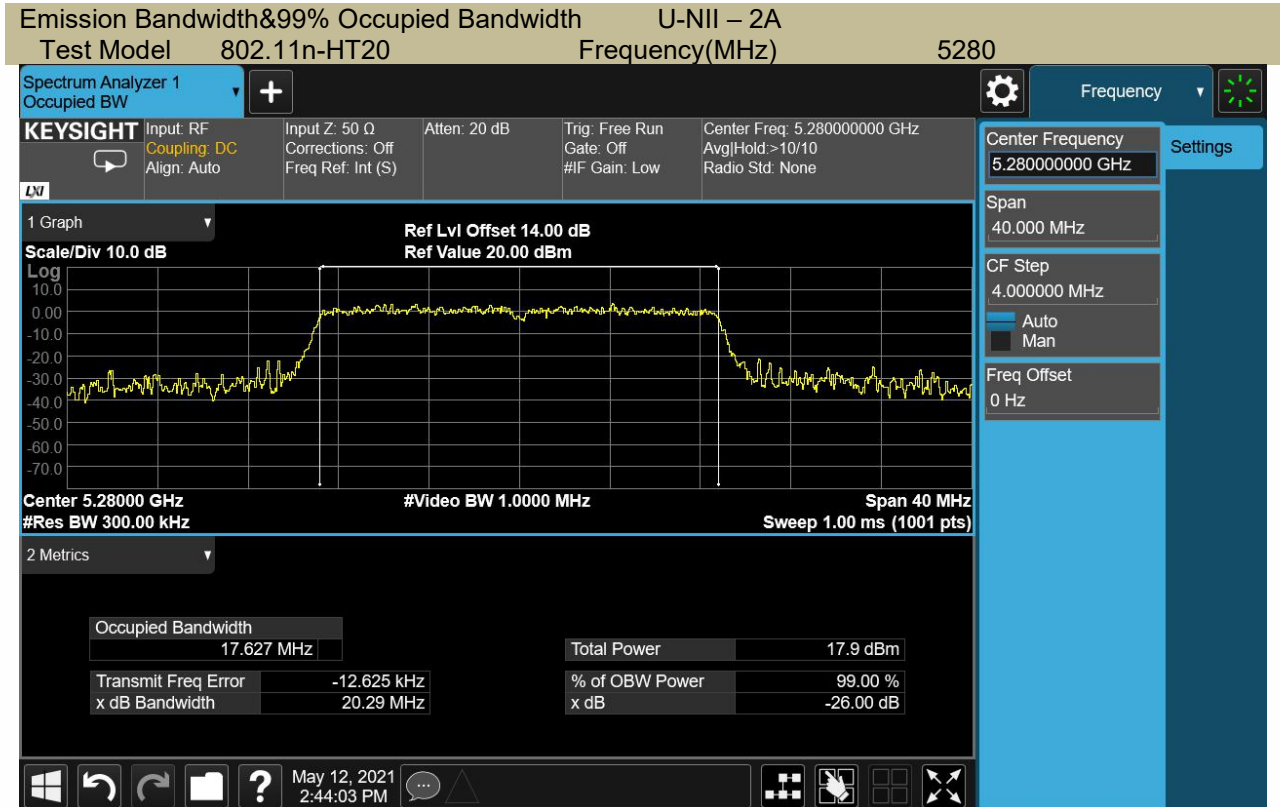 Emission Bandwidth&99% Occupied Bandwidth U-NII – 2A
Test Model 802.11n-HT20 Frequency(MHz) 5280
Spectrum Analyzer 1
Occupied BW
+
Frequency
KEYSIGHT
LXI
Input: RF
Coupling: DC
Align: Auto
Input Z: 50 Ω
Corrections: Off
Freq Ref: Int (S)
Atten: 20 dB
Trig: Free Run
Gate: Off
#IF Gain: Low
Center Freq: 5.280000000 GHz
Avg|Hold:>10/10
Radio Std: None
Center Frequency
5.280000000 GHz
Settings
Span
40.000 MHz
CF Step
4.000000 MHz
Auto
Man
Freq Offset
0 Hz
1 Graph
Ref Lvl Offset 14.00 dB
Scale/Div 10.0 dB Ref Value 20.00 dBm
Log
10.0
0.00
-10.0
-20.0
-30.0
-40.0
-50.0
-60.0
-70.0
Center 5.28000 GHz #Video BW 1.0000 MHz Span 40 MHz
#Res BW 300.00 kHz Sweep 1.00 ms (1001 pts)
2 Metrics
Occupied Bandwidth
17.627 MHz Total Power 17.9 dBm
Transmit Freq Error -12.625 kHz % of OBW Power 99.00 %
x dB Bandwidth 20.29 MHz x dB -26.00 dB
?
May 12, 2021
2:44:03 PM